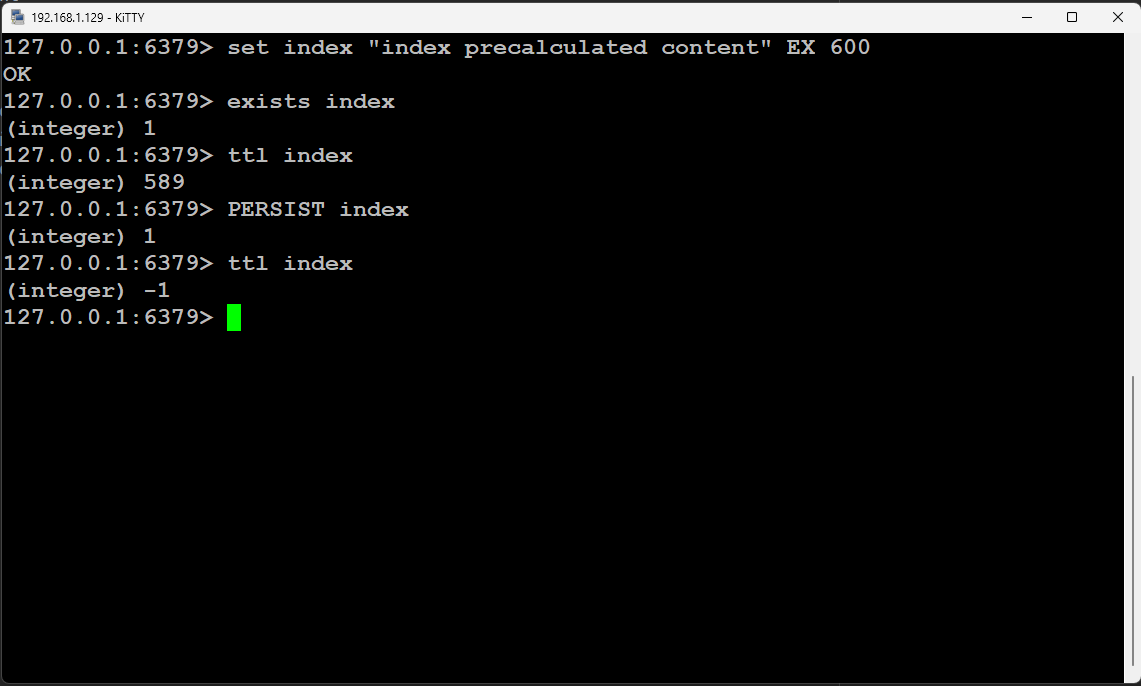 192.168.1.129 - KiTTY
127.0.0.1:6379> set index "index precalculated content" EX 600
OK
127.0.0.1:6379> exists index
(integer) 1
127.0.0.1:6379> ttl index
(integer) 589
127.0.0.1:6379> PERSIST index
(integer) 1
127.0.0.1:6379> ttl index
(integer) -1
127.0.0.1:6379>